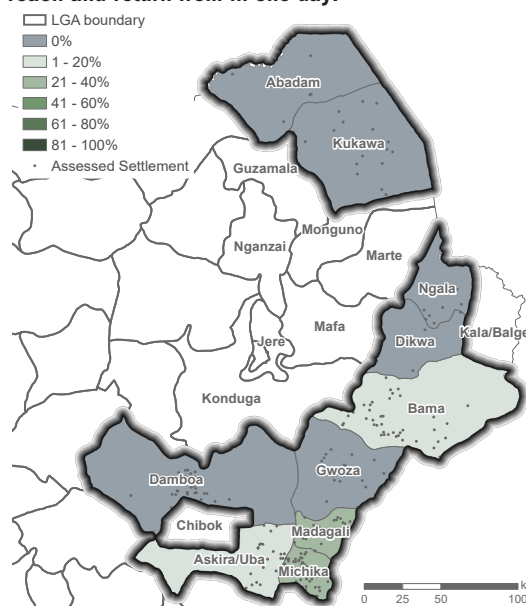 reach and return from in one day.
LGA boundary
0%
1 - 20%
21 - 40%
41 - 60%
61 - 80%
81 - 100%
Assessed Settlement
Abadam
Kukawa
Guzamala
Monguno
Nganzai
Marte
Ngala
Mafa
Jere
Dikwa
Kala/Balge
Konduga
Bama
Damboa
Gwoza
Chibok
Madagali
Askira/Uba
Michika
0 25 50 100